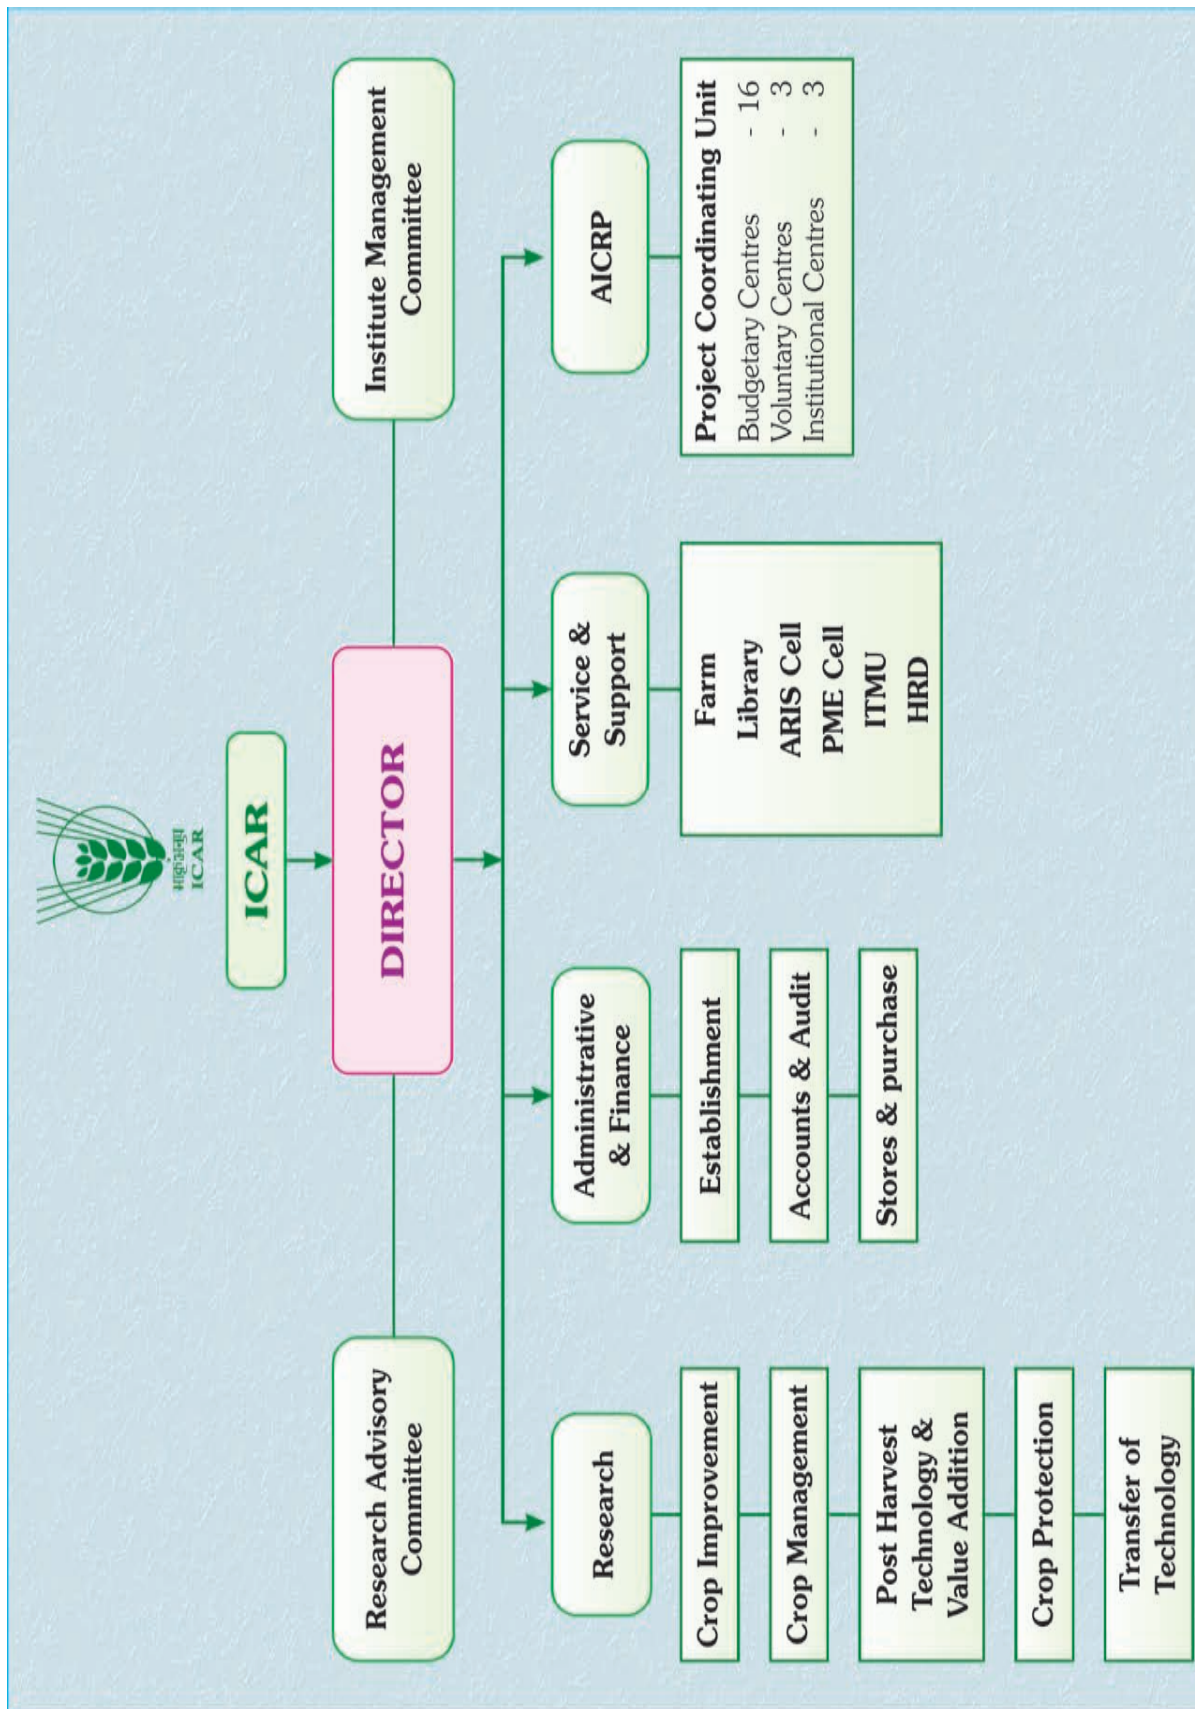 ICAR
ICAR
Research Advisory
Committee
DIRECTOR
Institute Management
Committee
Research
Crop Improvement
Crop Management
Post Harvest
Technology &
Value Addition
Crop Protection
Transfer of
Technology
Administrative
& Finance
Establishment
Accounts & Audit
Stores & purchase
Service &
Support
Farm
Library
ARIS Cell
PME Cell
ITMU
HRD
AICRP
Project Coordinating Unit
Budgetary Centres - 16
Voluntary Centres - 3
Institutional Centres - 3